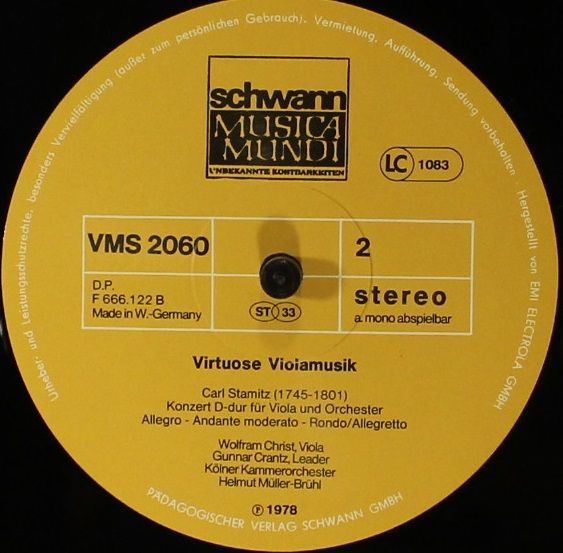 Urheber- und Leistungsschutzrechte, besonders Vervielfältigung (außer zum persönlichen Gebrauch). Vermietung, Aufführung, Sendung vorbehalten · Hergestellt von EMI ELECTROLA GMBH
schwann
MUSICA
MUNDI
UNBEKANNTE KOSTBARKEITEN
LC 1083
VMS 2060
2
D.P.
F 666.122 B
Made in W.-Germany
ST 33
stereo
a. mono abspielbar
Virtuose Violamusik
Carl Stamitz (1745-1801)
Konzert D-dur für Viola und Orchester
Allegro - Andante moderato - Rondo/Allegretto
Wolfram Christ, Viola
Gunnar Crantz, Leader
Kölner Kammerorchester
Helmut Müller-Brühl
℗ 1978
PÄDAGOGISCHER VERLAG SCHWANN GMBH